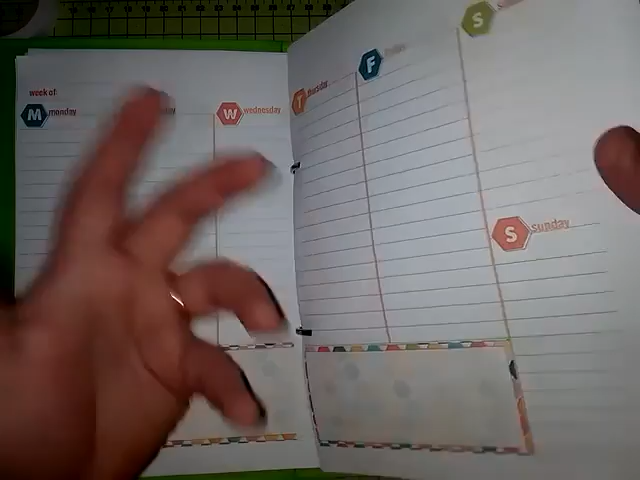 week of:
M monday
W wednesday
T thursday
F
S
S sunday